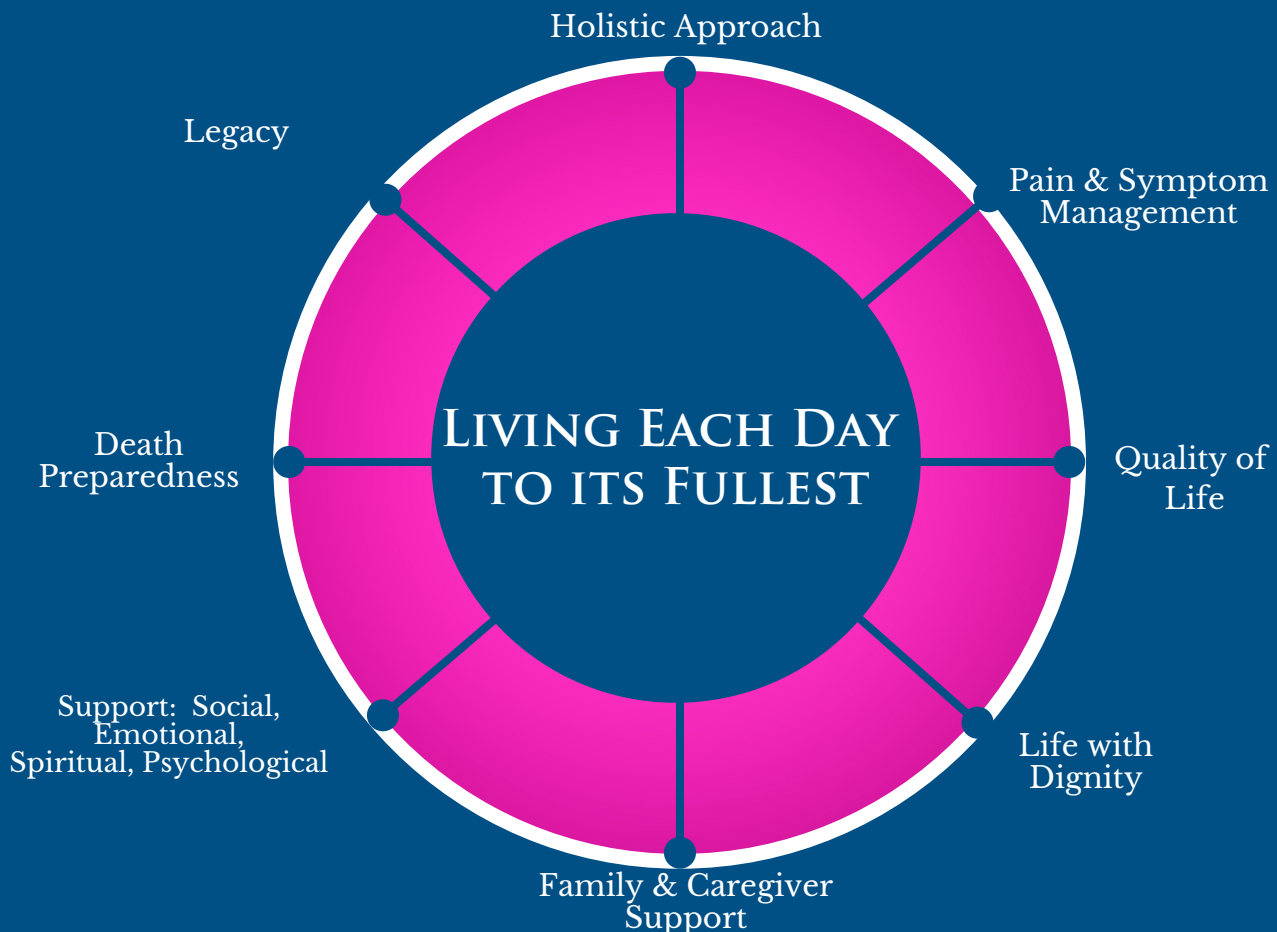 Holistic Approach
Legacy
Pain & Symptom
Management
LIVING EACH DAY
TO ITS FULLEST
Death
Preparedness
Quality of
Life
Support:  Social,
Emotional,
Spiritual, Psychological
Life with
Dignity
Family & Caregiver
Support